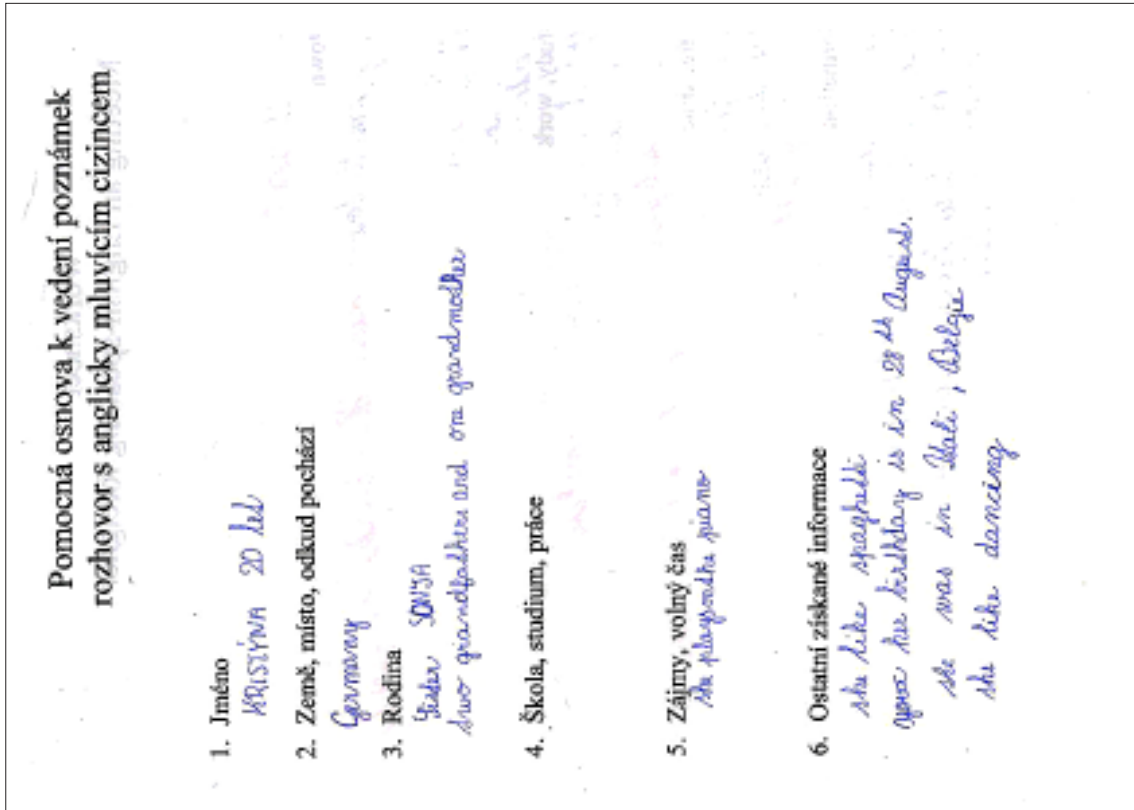 Pomocná osnova k vedení poznámek
rozhovor s anglicky mluvícím cizincem
1. Jméno
KRISTÝNA 20 let
2. Země, místo, odkud pochází
Germany
3. Rodina
Sister SONJA
two grandfathers and one grandmother
4. Škola, studium, práce
5. Zájmy, volný čas
she plays piano
6. Ostatní získané informace
she like spaghetti
her birthday is in 28 th August.
she was in Itali, Belgie
she like dancing